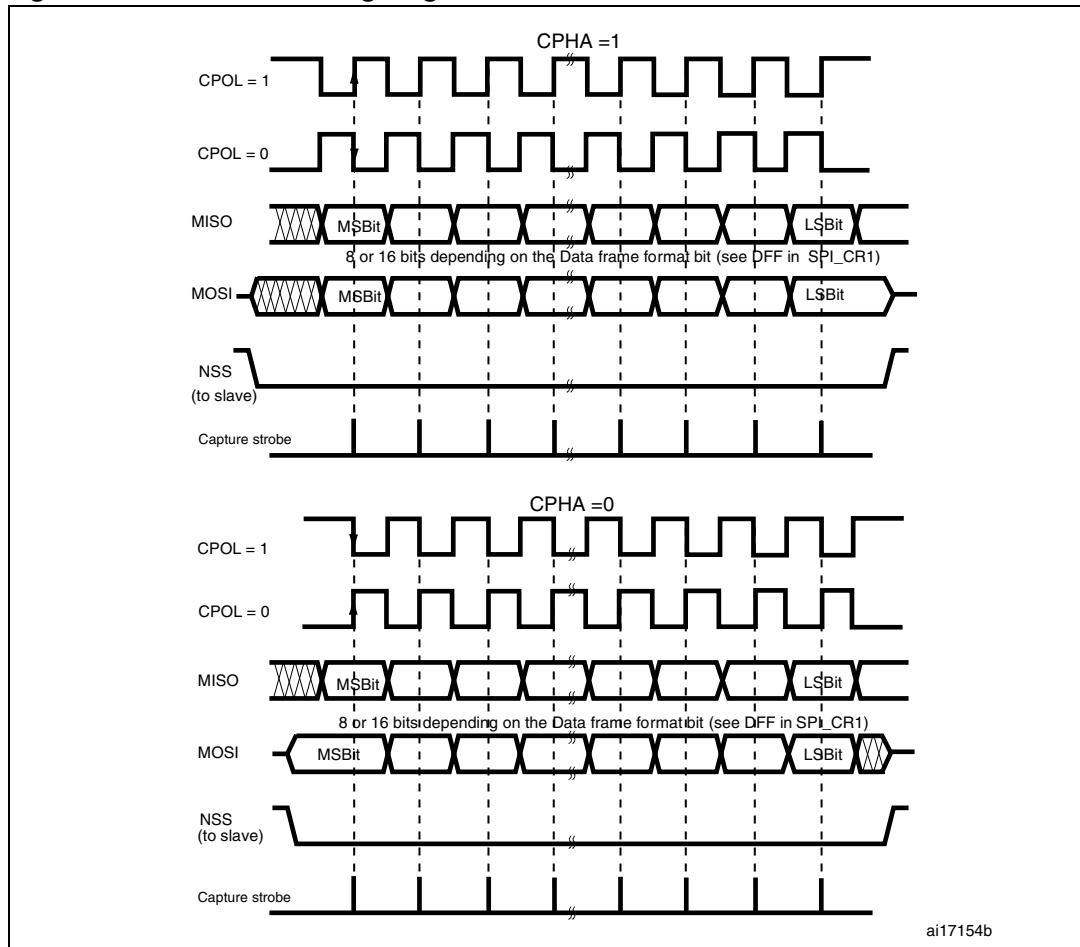 CPHA =1
CPOL = 1
CPOL = 0
MISO
MSBit
LSBit
8 or 16 bits depending on the Data frame format bit (see DFF in SPI_CR1)
MOSI
MSBit
LSBit
NSS
(to slave)
Capture strobe
CPHA =0
CPOL = 1
CPOL = 0
MISO
MSBit
LSBit
8 or 16 bits depending on the Data frame format bit (see DFF in SPI_CR1)
MOSI
MSBit
LSBit
NSS
(to slave)
Capture strobe
ai17154b